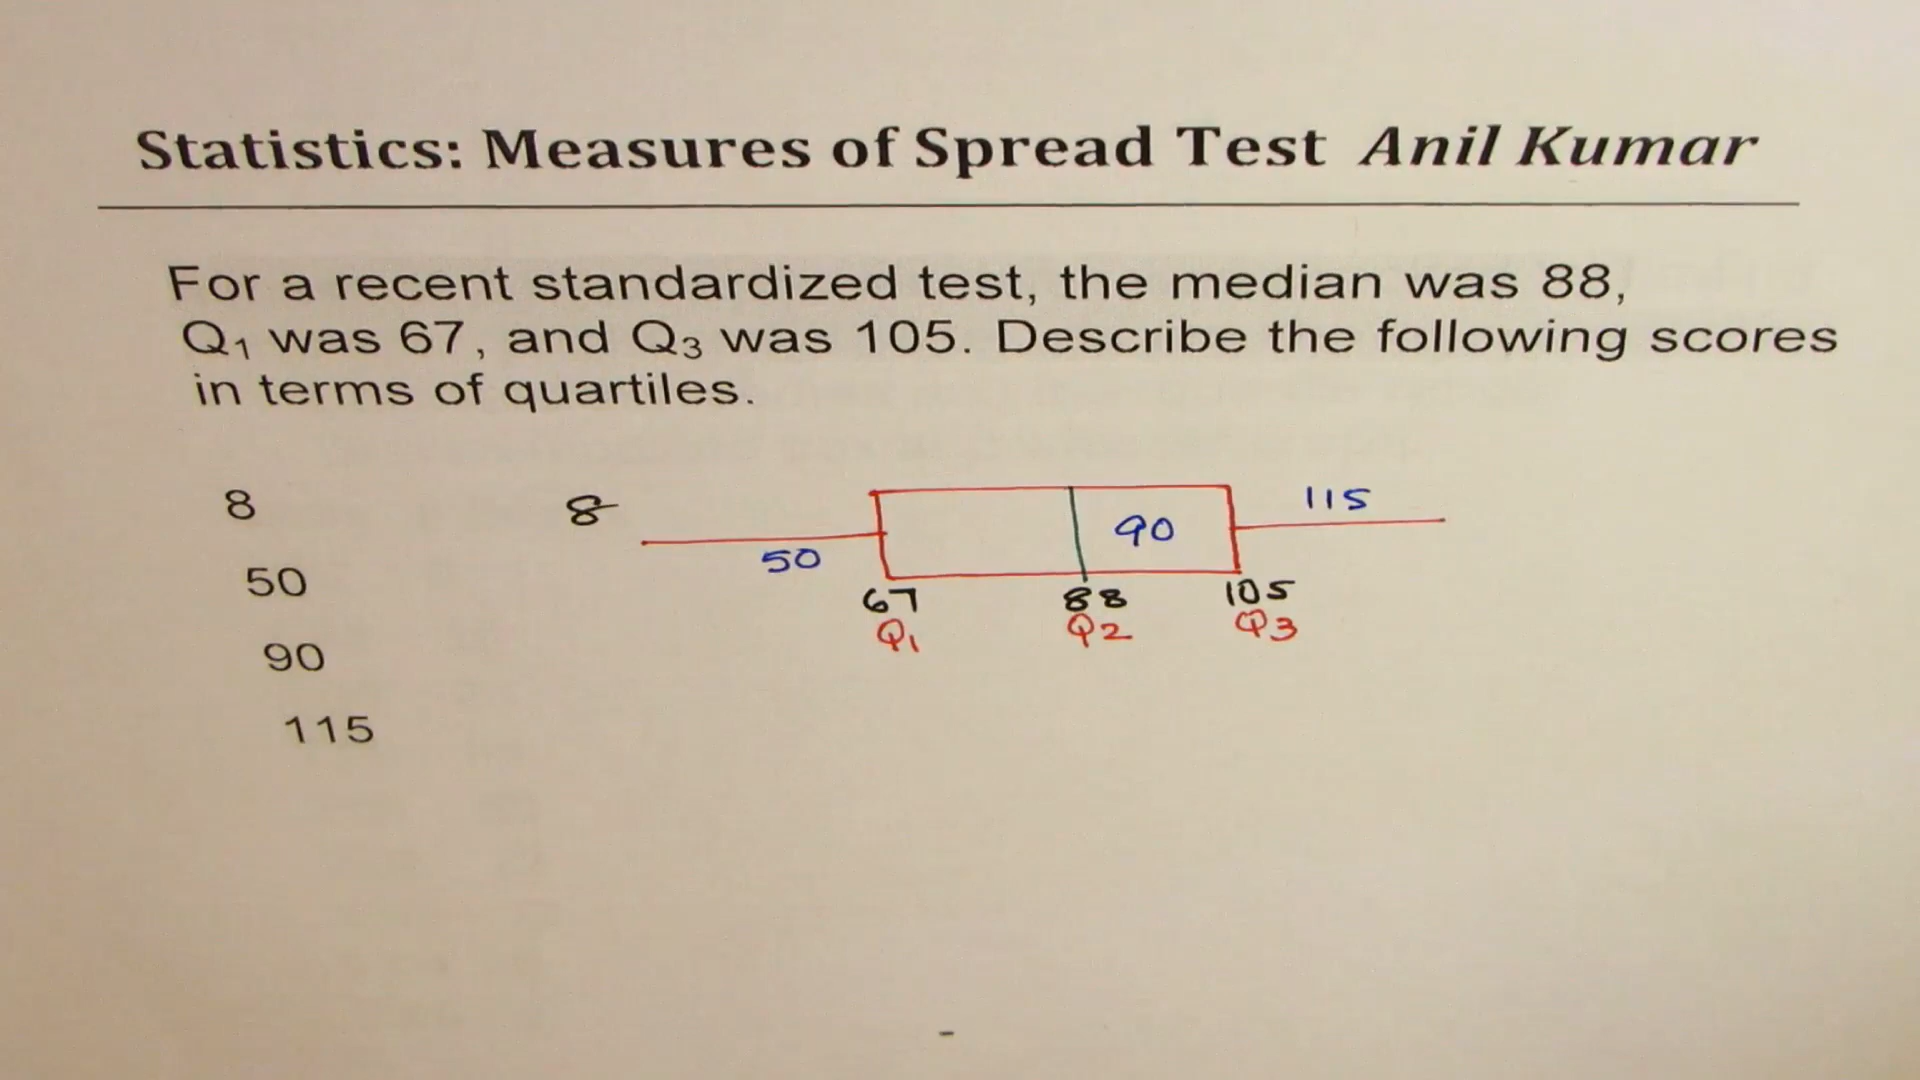 Statistics: Measures of Spread Test Anil Kumar
For a recent standardized test, the median was 88,
Q1 was 67, and Q3 was 105. Describe the following scores
in terms of quartiles.
8
50
90
115
8
50
90
115
67 88 105
Q1 Q2 Q3